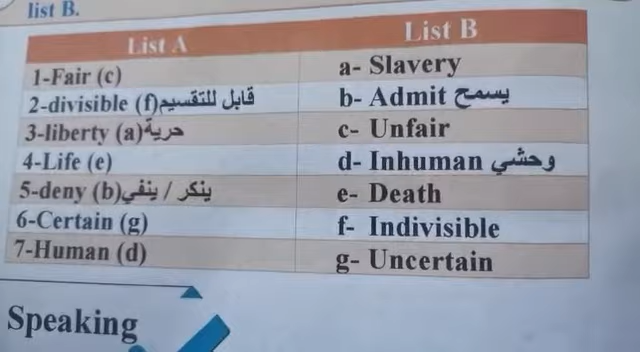 list B.
List A List B
1-Fair (c) a- Slavery
2-divisible (f)قابل للتقسيم b- Admit يسمح
3-liberty (a)حرية c- Unfair
4-Life (e) d- Inhuman وحشي
5-deny (b)ينكر / ينفي e- Death
6-Certain (g) f- Indivisible
7-Human (d) g- Uncertain
Speaking